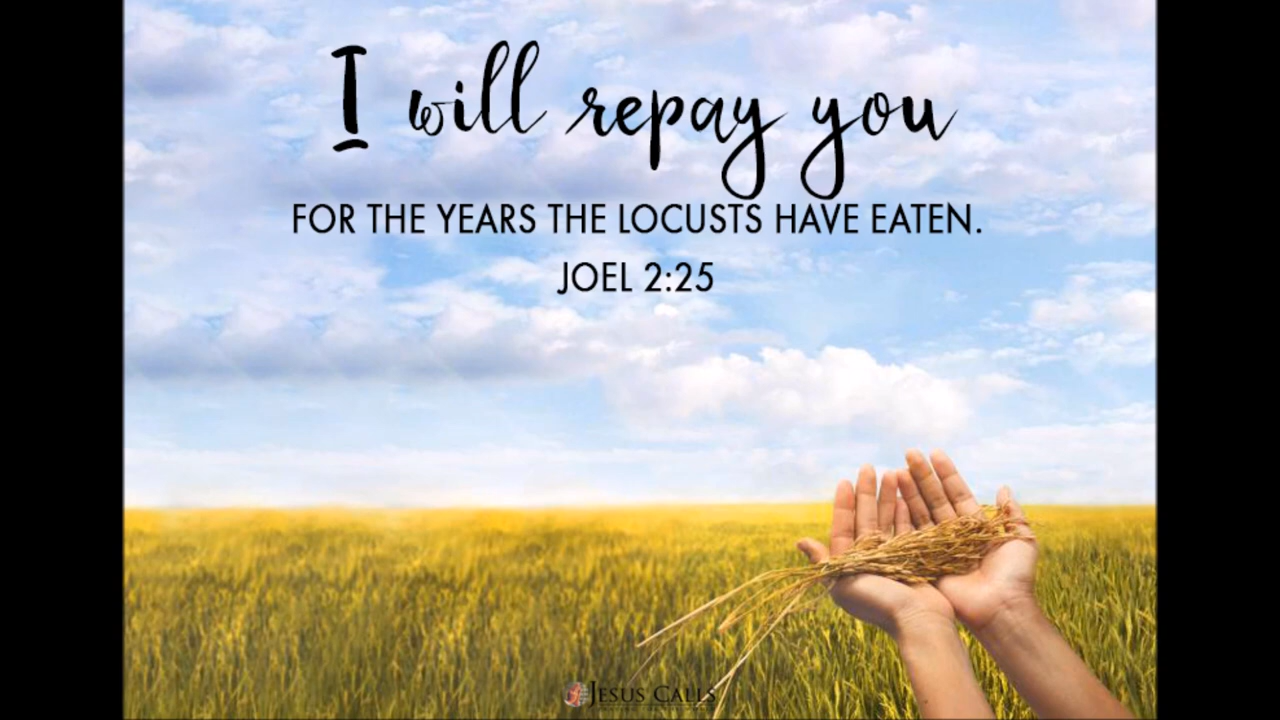 I will repay you
FOR THE YEARS THE LOCUSTS HAVE EATEN.
JOEL 2:25
JESUS CALLS